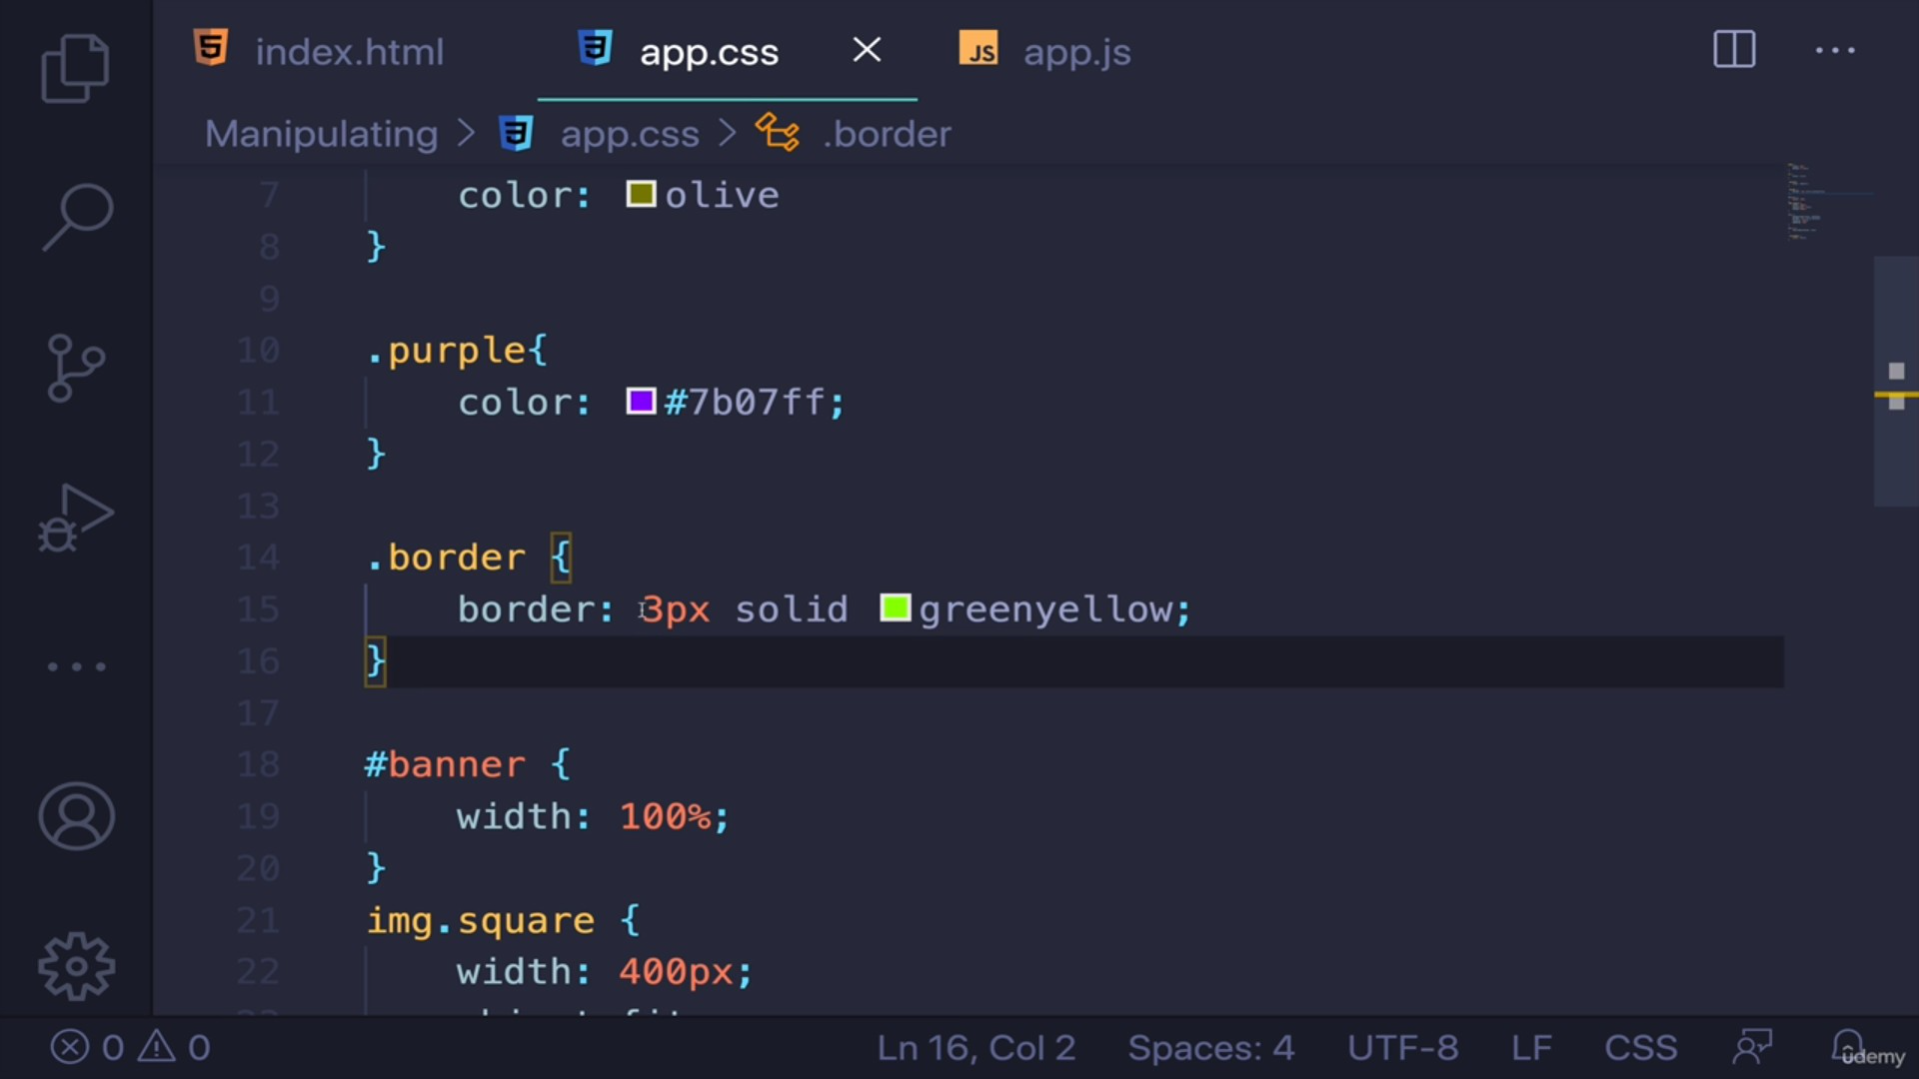 index.html app.css app.js
Manipulating > app.css > .border
7 color: olive
8 }
9
10 .purple{
11 color: #7b07ff;
12 }
13
14 .border {
15 border: 3px solid greenyellow;
16 }
17
18 #banner {
19 width: 100%;
20 }
21 img.square {
22 width: 400px;
0 0 Ln 16, Col 2 Spaces: 4 UTF-8 LF CSS
ûdemy